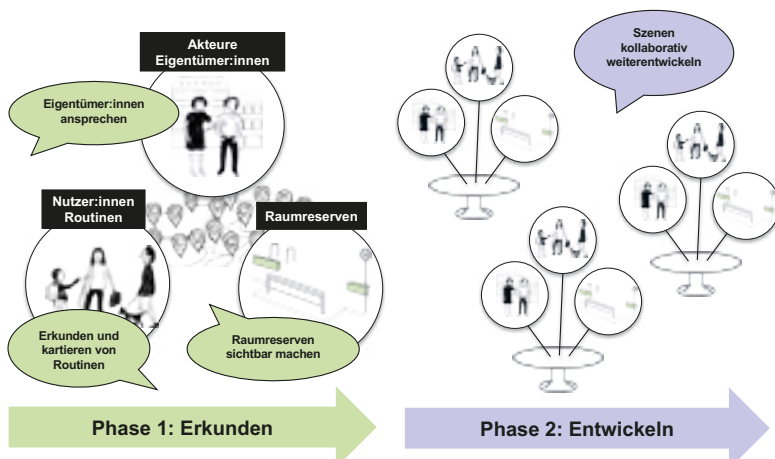 Akteure
Eigentümer:innen
Eigentümer:innen
ansprechen
Nutzer:innen
Routinen
Raumreserven
Erkunden und
kartieren von
Routinen
Raumreserven
sichtbar machen
Phase 1: Erkunden
Szenen
kollaborativ
weiterentwickeln
Phase 2: Entwickeln